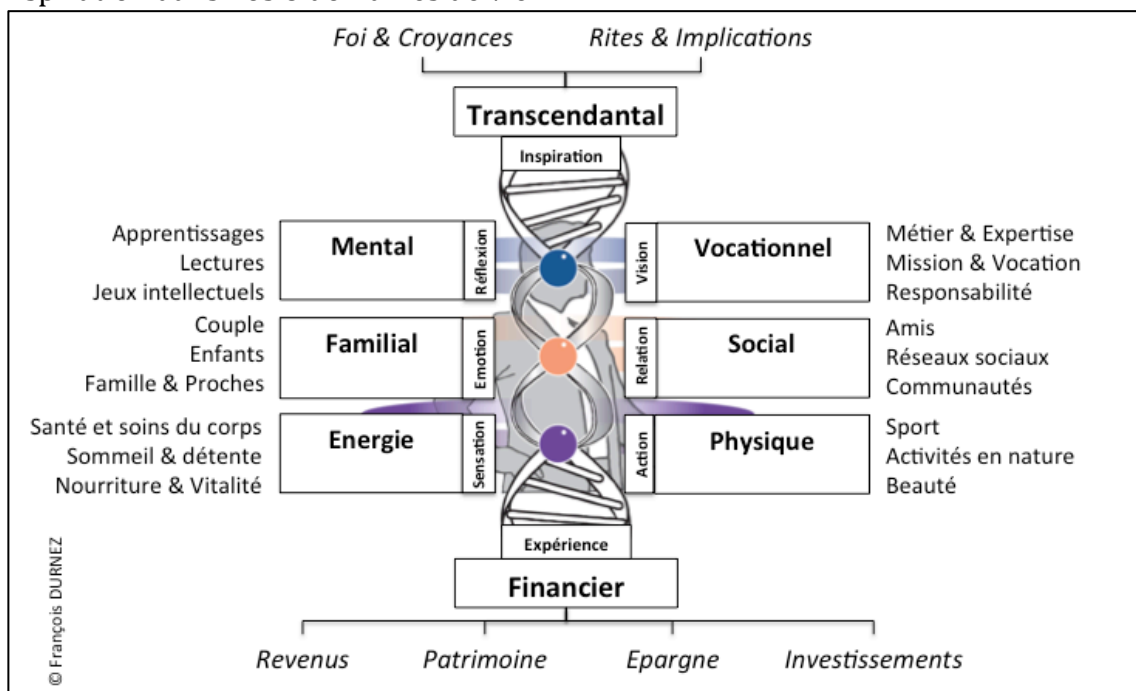 Foi & Croyances
Rites & Implications
Transcendantal
Inspiration
Apprentissages
Lectures
Jeux intellectuels
Mental
Réflexion
Vision
Vocationnel
Métier & Expertise
Mission & Vocation
Responsabilité
Couple
Enfants
Famille & Proches
Familial
Emotion
Relation
Social
Amis
Réseaux sociaux
Communautés
Santé et soins du corps
Sommeil & détente
Nourriture & Vitalité
Energie
Sensation
Action
Physique
Sport
Activités en nature
Beauté
Expérience
Financier
Revenus
Patrimoine
Epargne
Investissements
© François DURNEZ